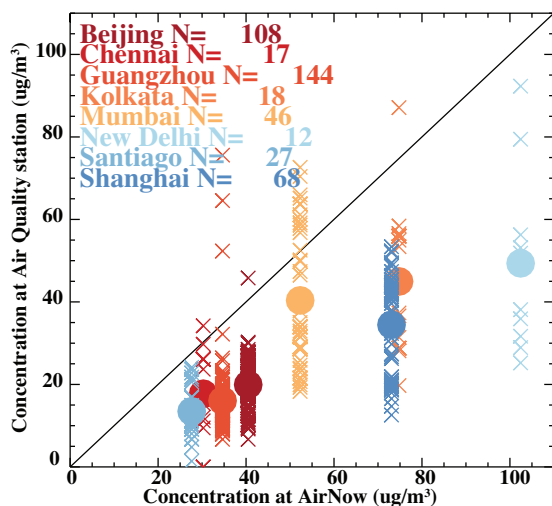 Beijing N= 108
Chennai N= 17
Guangzhou N= 144
Kolkata N= 18
Mumbai N= 46
New Delhi N= 12
Santiago N= 27
Shanghai N= 68
Concentration at Air Quality station (ug/m³)
100
80
60
40
20
0
0 20 40 60 80 100
Concentration at AirNow (ug/m³)